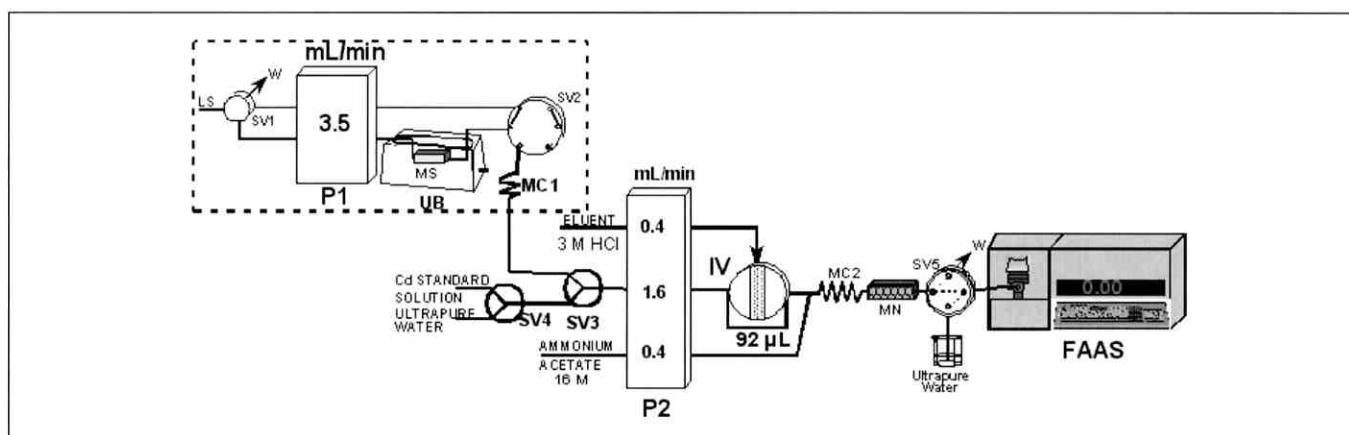 mL/min
W
LS
SV1
3.5
SV2
MS
P1
UB
MC1
mL/min
ELUENT
0.4
3 M HCl
IV
MC2
SV5
W
Cd STANDARD
SOLUTION
1.6
0.00
ULTRAPURE
WATER
SV4
SV3
MN
92 µL
FAAS
AMMONIUM
0.4
ACETATE
16 M
Ultrapure
Water
P2